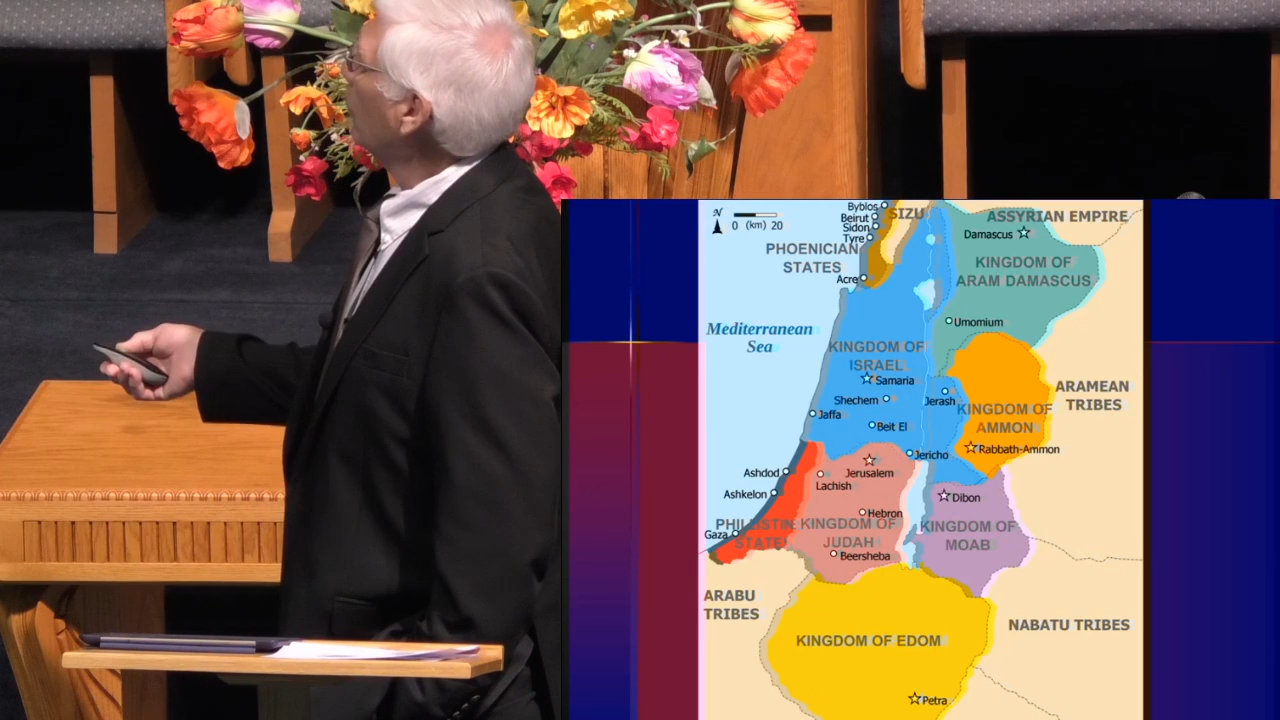 N
0 (km) 20
Byblos
Beirut
Sidon
Tyre
SIZU
ASSYRIAN EMPIRE
Damascus
PHOENICIAN
STATES
KINGDOM OF
ARAM DAMASCUS
Acre
Umomium
Mediterranean
Sea
KINGDOM OF
ISRAEL
Samaria
Shechem
Jerash
ARAMEAN
TRIBES
Jaffa
KINGDOM OF
AMMON
Beit El
Rabbath-Ammon
Jericho
Ashdod
Jerusalem
Lachish
Ashkelon
Dibon
Hebron
Gaza
PHILISTINE
STATES
KINGDOM OF
JUDAH
KINGDOM OF
MOAB
Beersheba
ARABU
TRIBES
NABATU TRIBES
KINGDOM OF EDOM
Petra